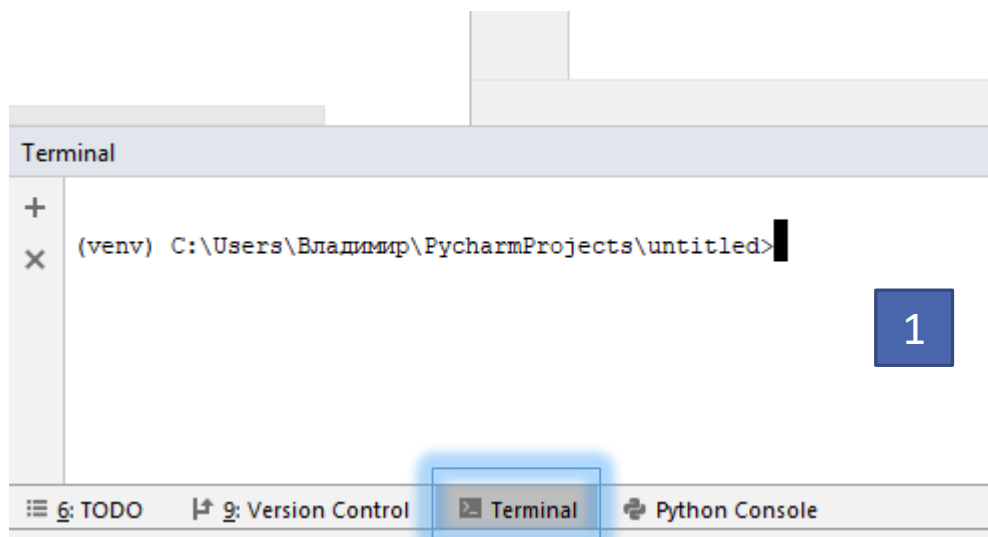 Terminal
(venv) C:\Users\Владимир\PycharmProjects\untitled>
1
6: TODO 9: Version Control Terminal Python Console